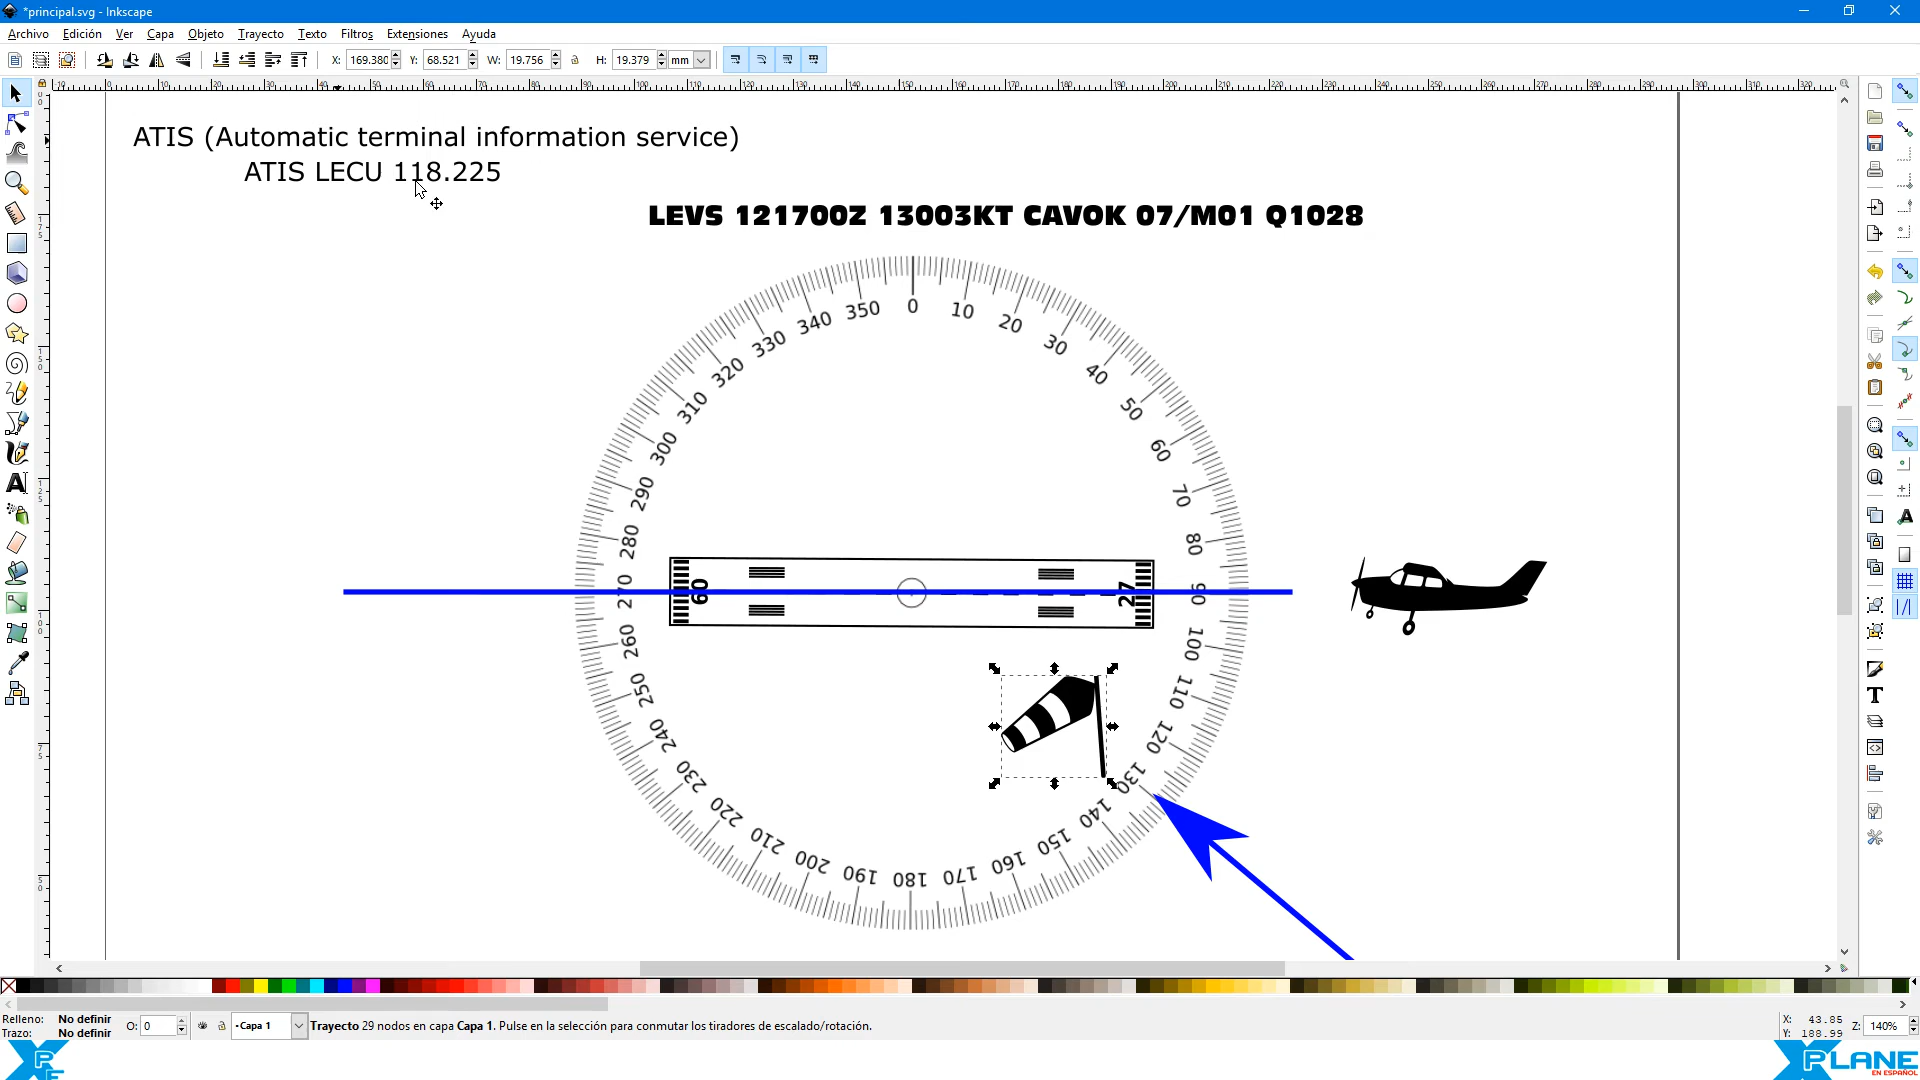 *principal.svg - Inkscape
Archivo Edición Ver Capa Objeto Trayecto Texto Filtros Extensiones Ayuda
X: 169.380 Y: 68.521 W: 19.756 H: 19.379 mm
ATIS (Automatic terminal information service)
ATIS LECU 118.225
LEVS 121700Z 13003KT CAVOK 07/M01 Q1028
0
10
20
30
40
50
60
70
80
90
100
110
120
130
140
150
160
170
180
190
200
210
220
230
240
250
260
270
280
290
300
310
320
330
340
350
09
27
Relleno: No definir
Trazo: No definir
O: 0
Capa 1
Trayecto 29 nodos en capa Capa 1. Pulse en la selección para conmutar los tiradores de escalado/rotación.
X: 43.85
Y: 188.99
Z: 140%
XPE
X PLANE
EN ESPAÑOL